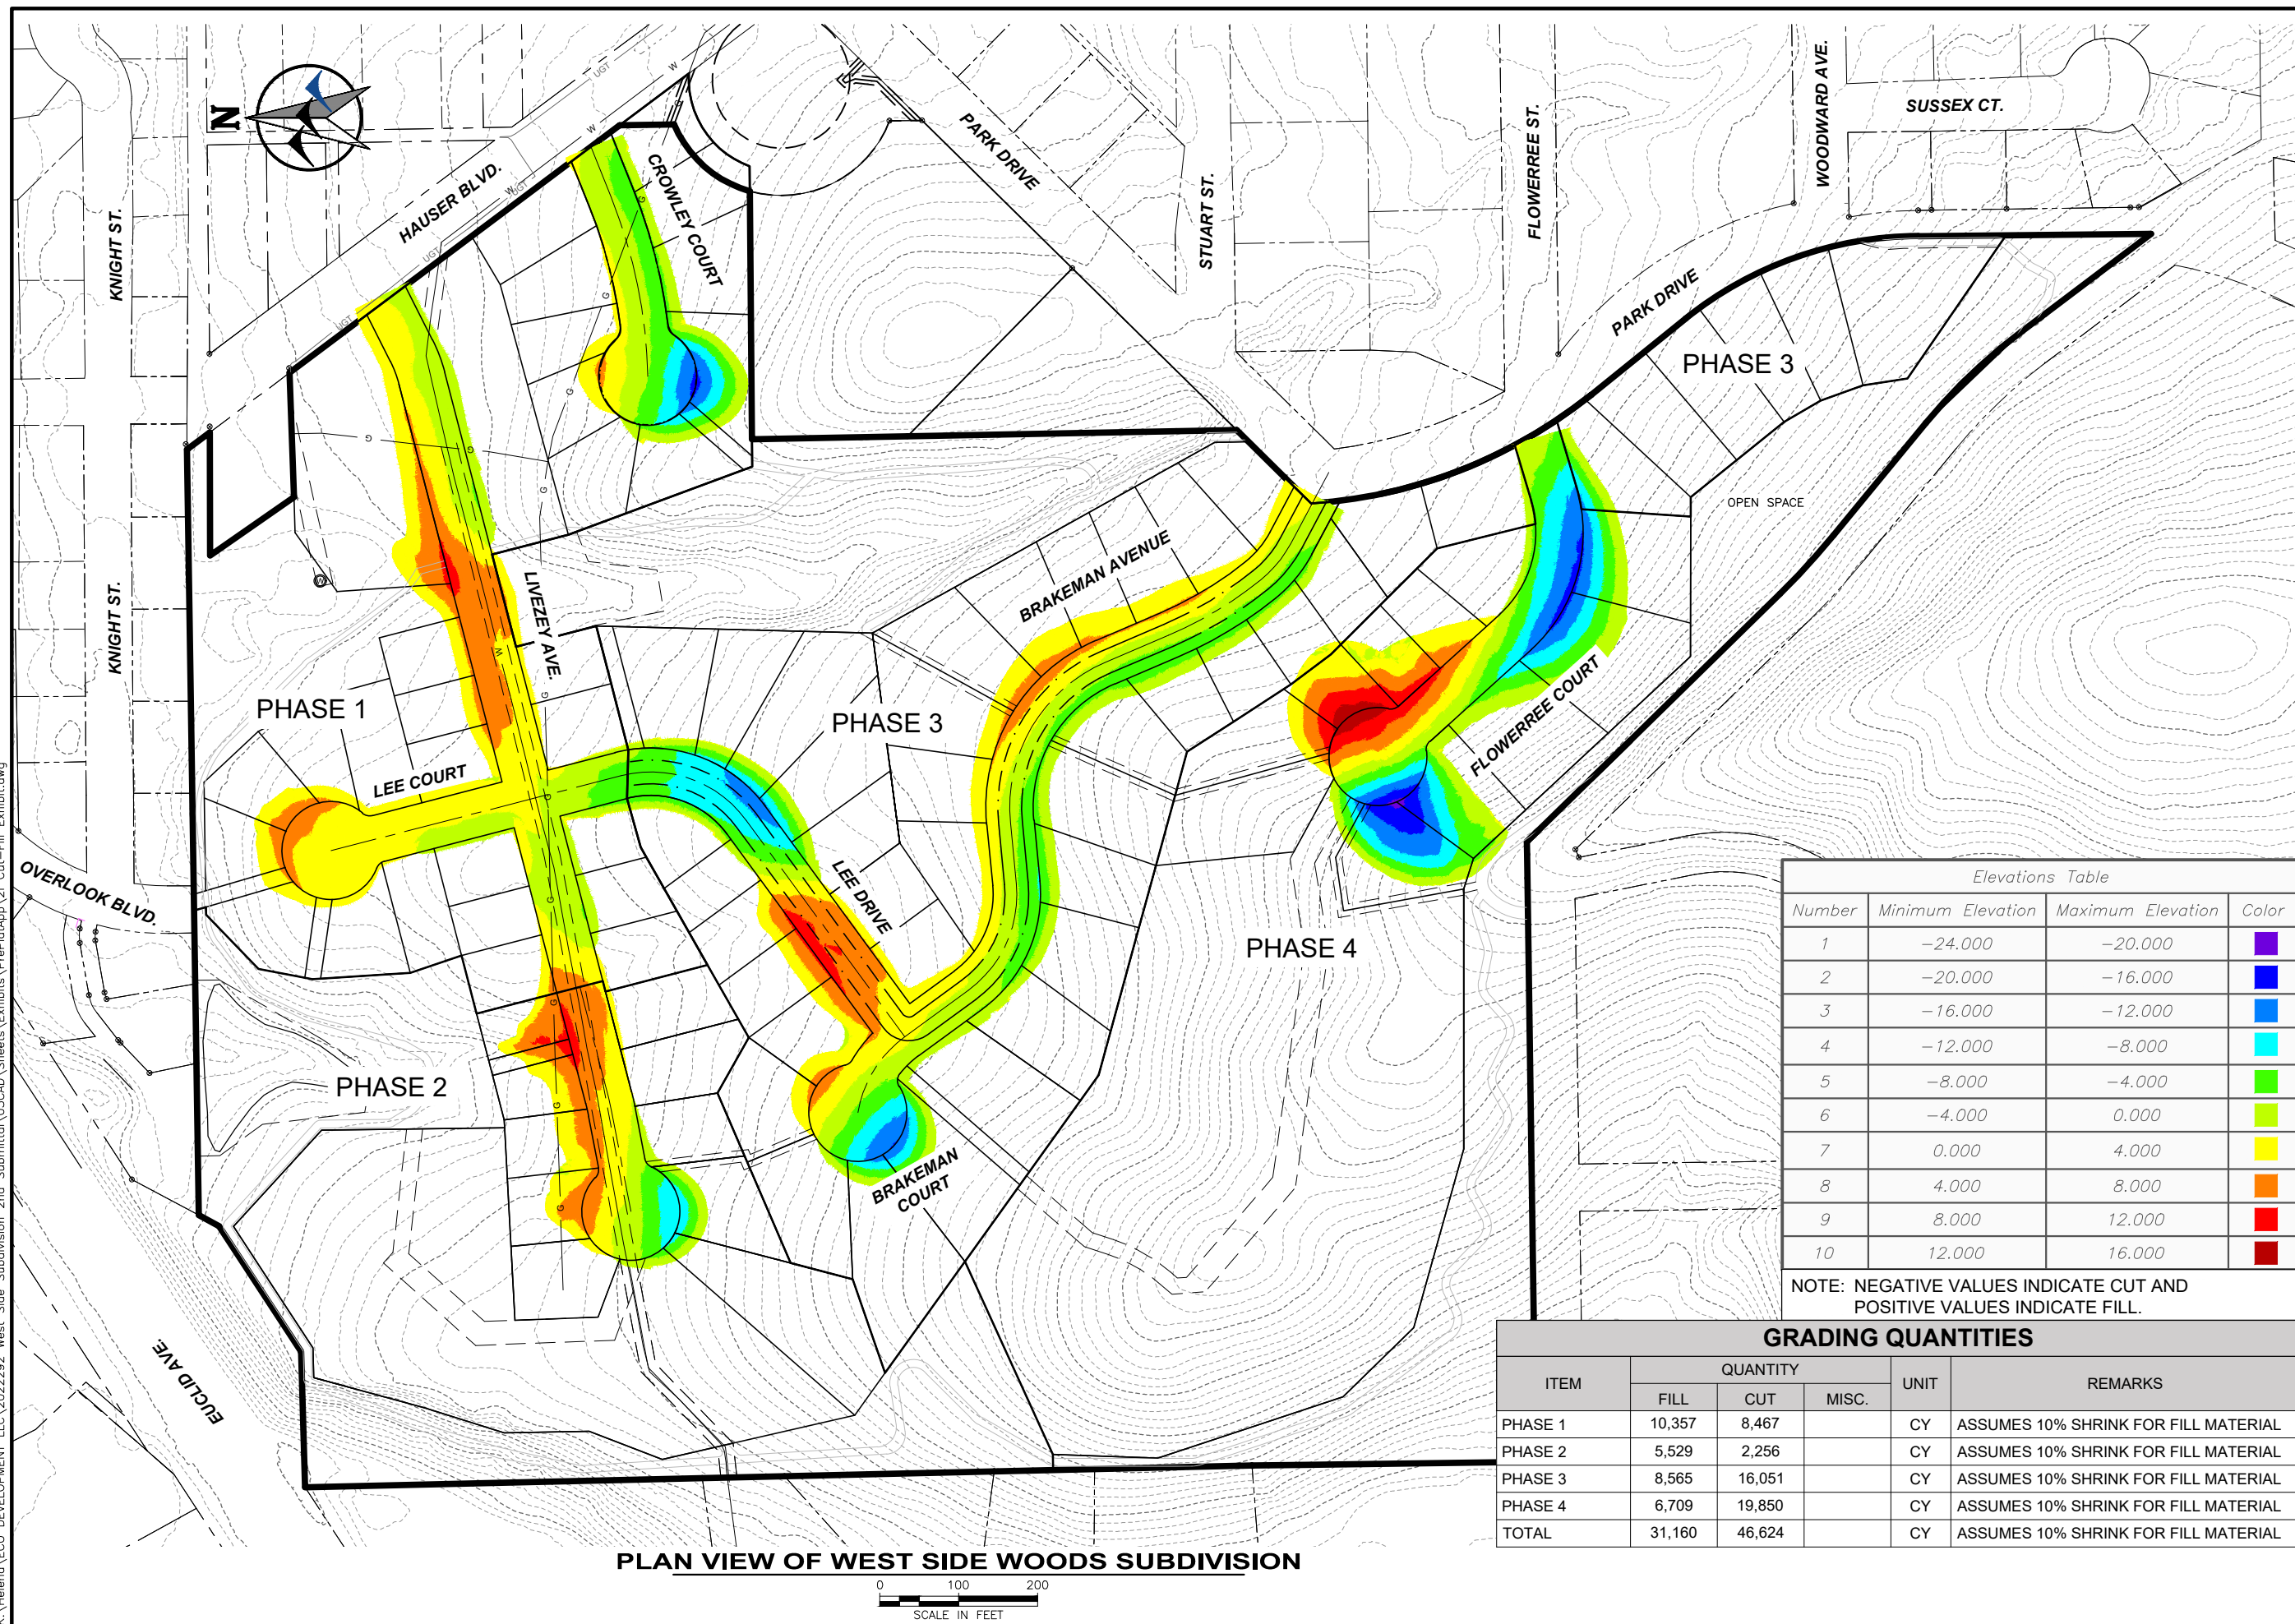 N
KNIGHT ST.
HAUSER BLVD.
UGT
W
UGT
UGT
UGT
W
W
CROWLEY COURT
PARK DRIVE
STUART ST.
FLOWEREE ST.
WOODWARD AVE.
SUSSEX CT.
PARK DRIVE
PHASE 3
OPEN SPACE
KNIGHT ST.
G
G
G
G
G
G
W
LIVEZEY AVE.
BRAKEMAN AVENUE
PHASE 1
PHASE 3
LEE COURT
FLOWERREE COURT
OVERLOOK BLVD.
LEE DRIVE
PHASE 4
PHASE 2
BRAKEMAN
COURT
EUCLID AVE.
Elevations Table
Number Minimum Elevation Maximum Elevation Color
1 -24.000 -20.000
2 -20.000 -16.000
3 -16.000 -12.000
4 -12.000 -8.000
5 -8.000 -4.000
6 -4.000 0.000
7 0.000 4.000
8 4.000 8.000
9 8.000 12.000
10 12.000 16.000
NOTE: NEGATIVE VALUES INDICATE CUT AND
POSITIVE VALUES INDICATE FILL.
GRADING QUANTITIES
ITEM QUANTITY UNIT REMARKS
FILL CUT MISC.
PHASE 1 10,357 8,467 CY ASSUMES 10% SHRINK FOR FILL MATERIAL
PHASE 2 5,529 2,256 CY ASSUMES 10% SHRINK FOR FILL MATERIAL
PHASE 3 8,565 16,051 CY ASSUMES 10% SHRINK FOR FILL MATERIAL
PHASE 4 6,709 19,850 CY ASSUMES 10% SHRINK FOR FILL MATERIAL
TOTAL 31,160 46,624 CY ASSUMES 10% SHRINK FOR FILL MATERIAL
PLAN VIEW OF WEST SIDE WOODS SUBDIVISION
0 100 200
SCALE IN FEET